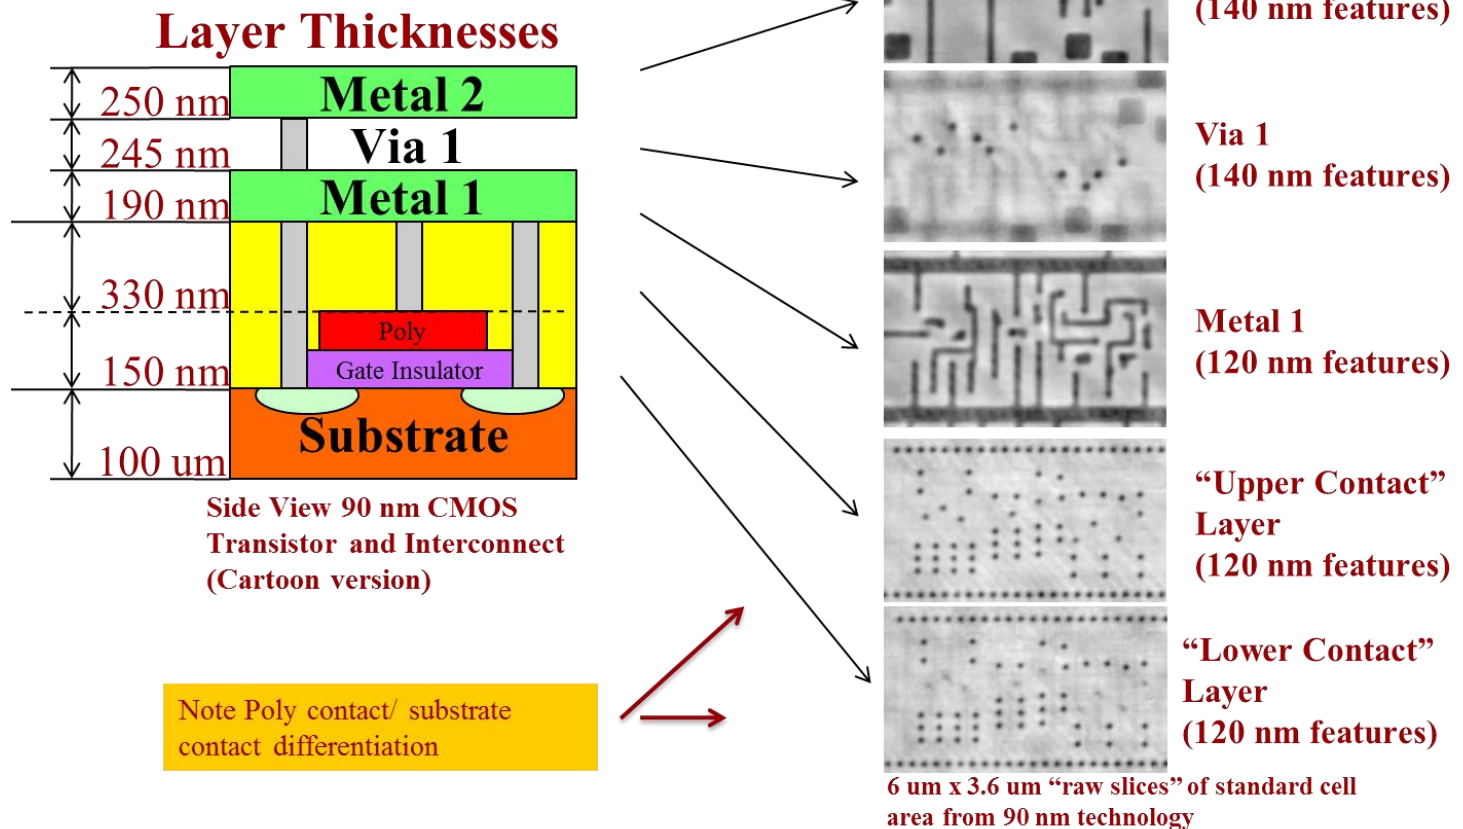 (140 nm features)
Layer Thicknesses
250 nm
Metal 2
245 nm
Via 1
190 nm
Metal 1
330 nm
Poly
150 nm
Gate Insulator
100 um
Substrate
Side View 90 nm CMOS
Transistor and Interconnect
(Cartoon version)
Note Poly contact/ substrate
contact differentiation
Via 1
(140 nm features)
Metal 1
(120 nm features)
“Upper Contact”
Layer
(120 nm features)
“Lower Contact”
Layer
(120 nm features)
6 um x 3.6 um “raw slices” of standard cell
area from 90 nm technology